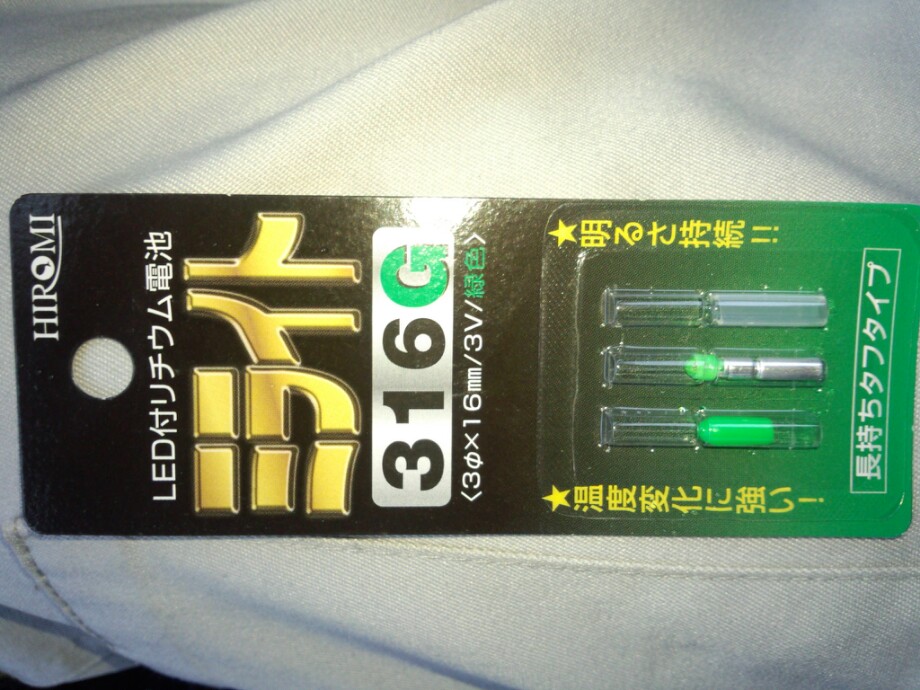 HIROMI
LED付リチウム電池
ミライト
316G
〈3φ×16mm/3V/緑色〉
★温度変化に強い!
★明るさ持続!!
長持ちタフタイプ